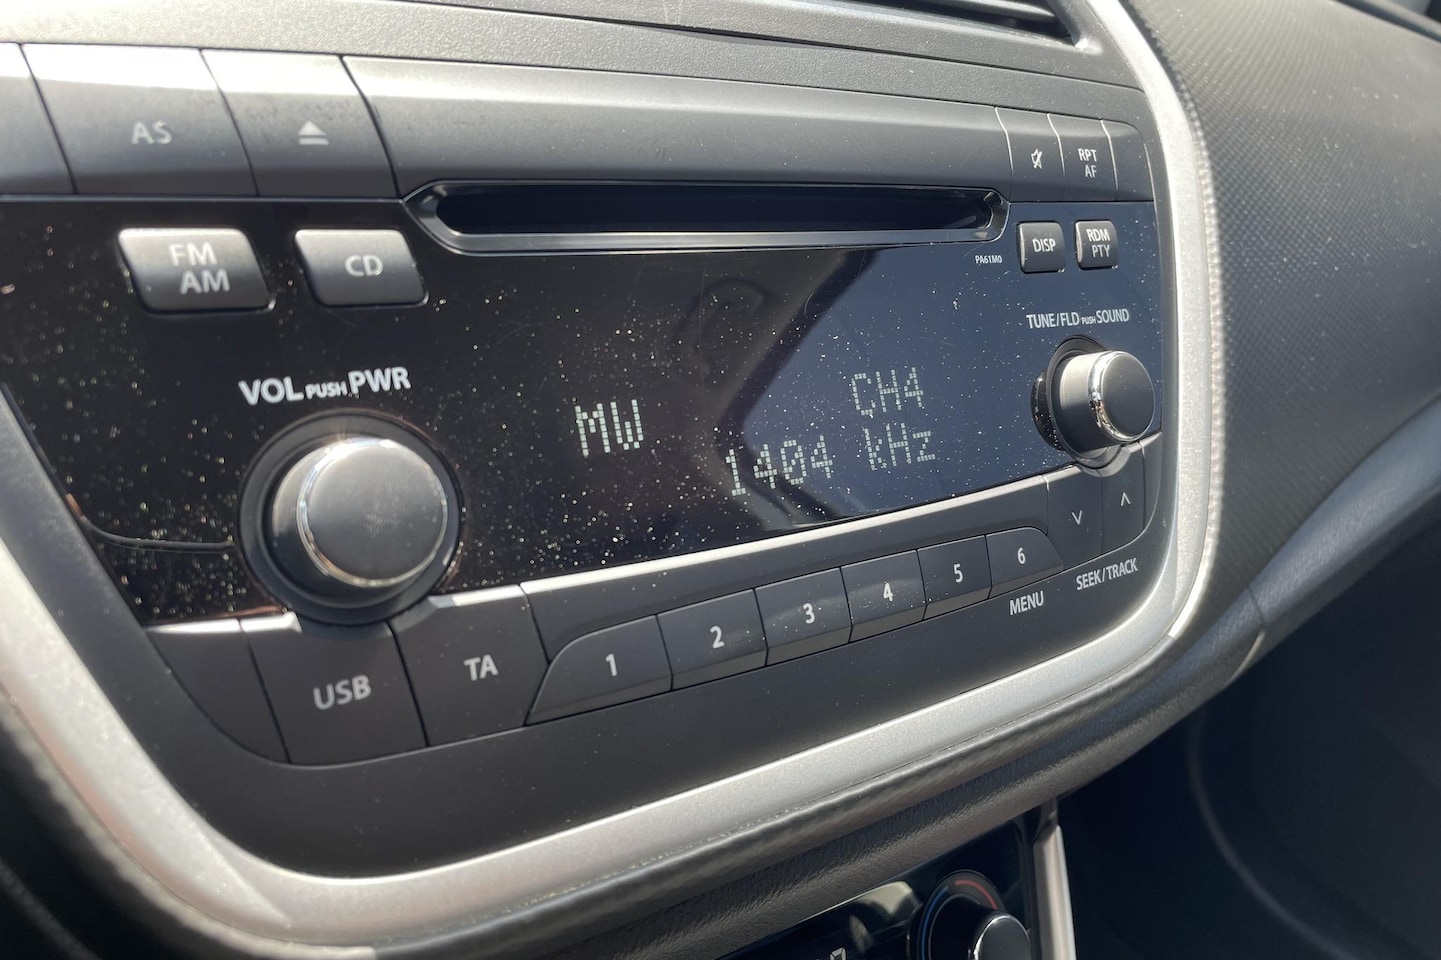 AS
RPT
AF
FM
AM
CD
PA61M0
DISP
RDM
PTY
TUNE/FLD PUSH SOUND
VOL PUSH PWR
MW
CH4
1404 kHz
USB
TA
1
2
3
4
5
6
MENU
SEEK/TRACK